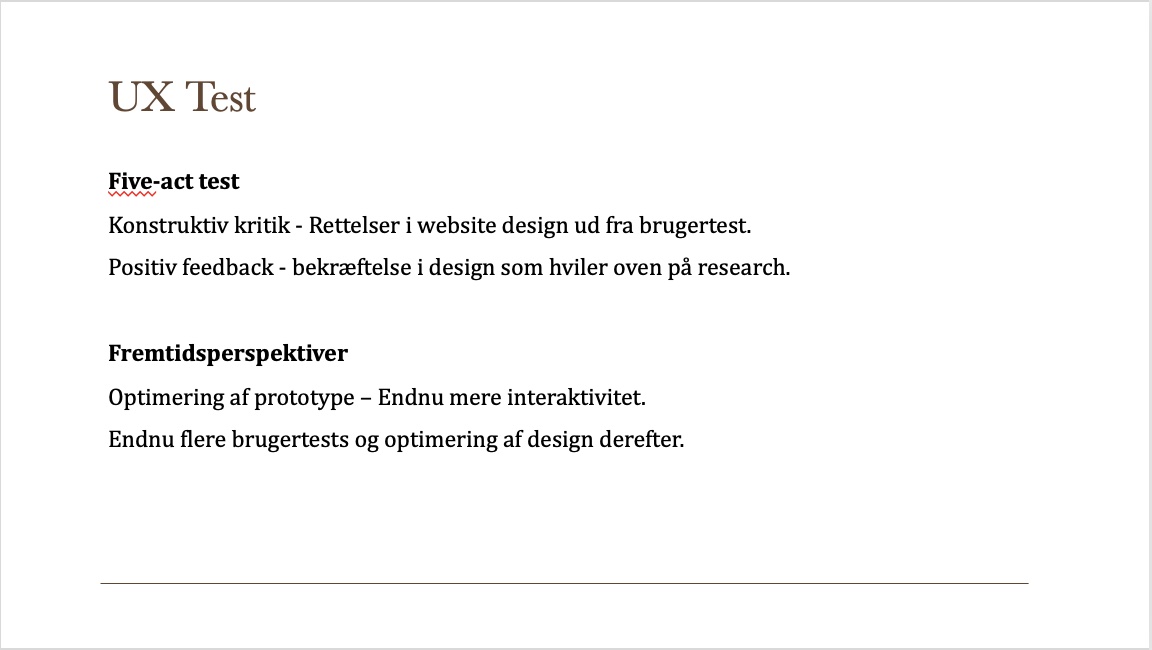 UX Test
Five-act test
Konstruktiv kritik - Rettelser i website design ud fra brugertest.
Positiv feedback - bekræftelse i design som hviler oven på research.
Fremtidsperspektiver
Optimering af prototype – Endnu mere interaktivitet.
Endnu flere brugertests og optimering af design derefter.